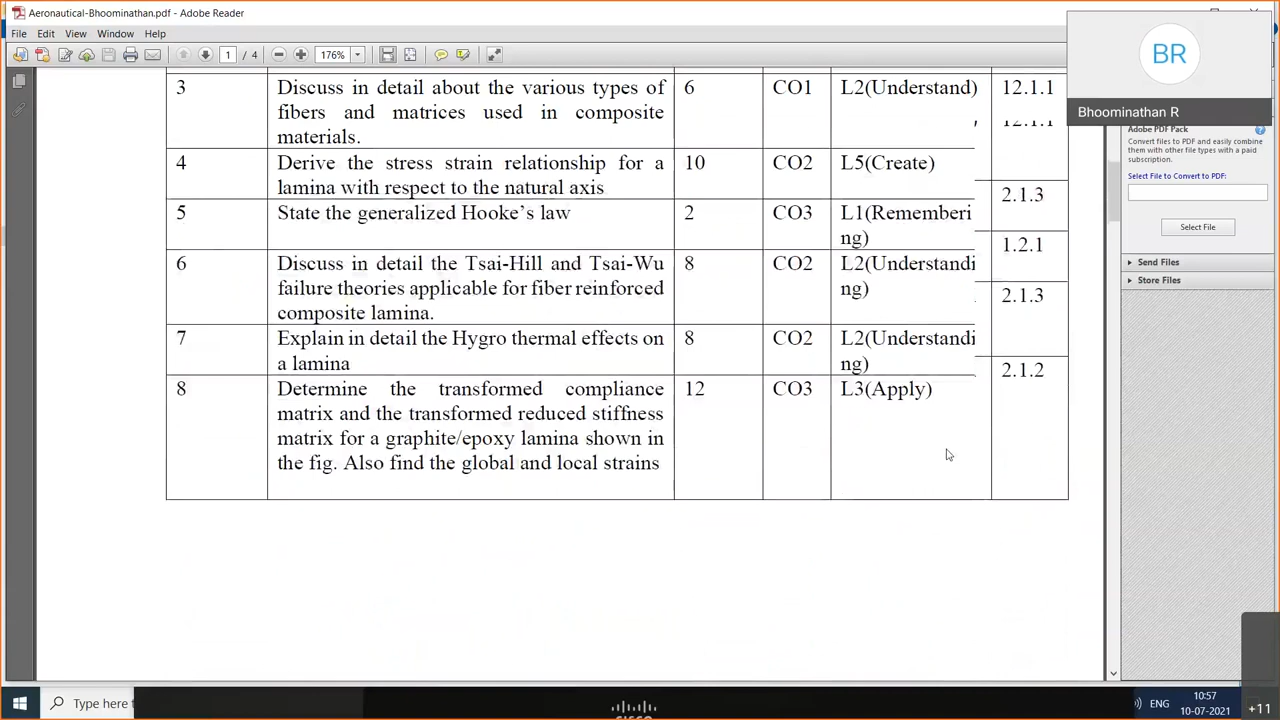 Aeronautical-Bhoominathan.pdf - Adobe Reader
File Edit View Window Help
1 / 4 176%
BR
Bhoominathan R
Adobe PDF Pack
Convert files to PDF and easily combine
them with other file types with a paid
subscription.
Select File to Convert to PDF:
Select File
Send Files
Store Files
3 Discuss in detail about the various types of 6 CO1 L2(Understand) 12.1.1
fibers and matrices used in composite
materials.
4 Derive the stress strain relationship for a 10 CO2 L5(Create)
lamina with respect to the natural axis 2.1.3
5 State the generalized Hooke's law 2 CO3 L1(Rememberi
ng) 1.2.1
6 Discuss in detail the Tsai-Hill and Tsai-Wu 8 CO2 L2(Understandi
failure theories applicable for fiber reinforced ng) 2.1.3
composite lamina.
7 Explain in detail the Hygro thermal effects on 8 CO2 L2(Understandi
a lamina ng) 2.1.2
8 Determine the transformed compliance 12 CO3 L3(Apply)
matrix and the transformed reduced stiffness
matrix for a graphite/epoxy lamina shown in
the fig. Also find the global and local strains
Type here t
ENG
10:57
10-07-2021
+11